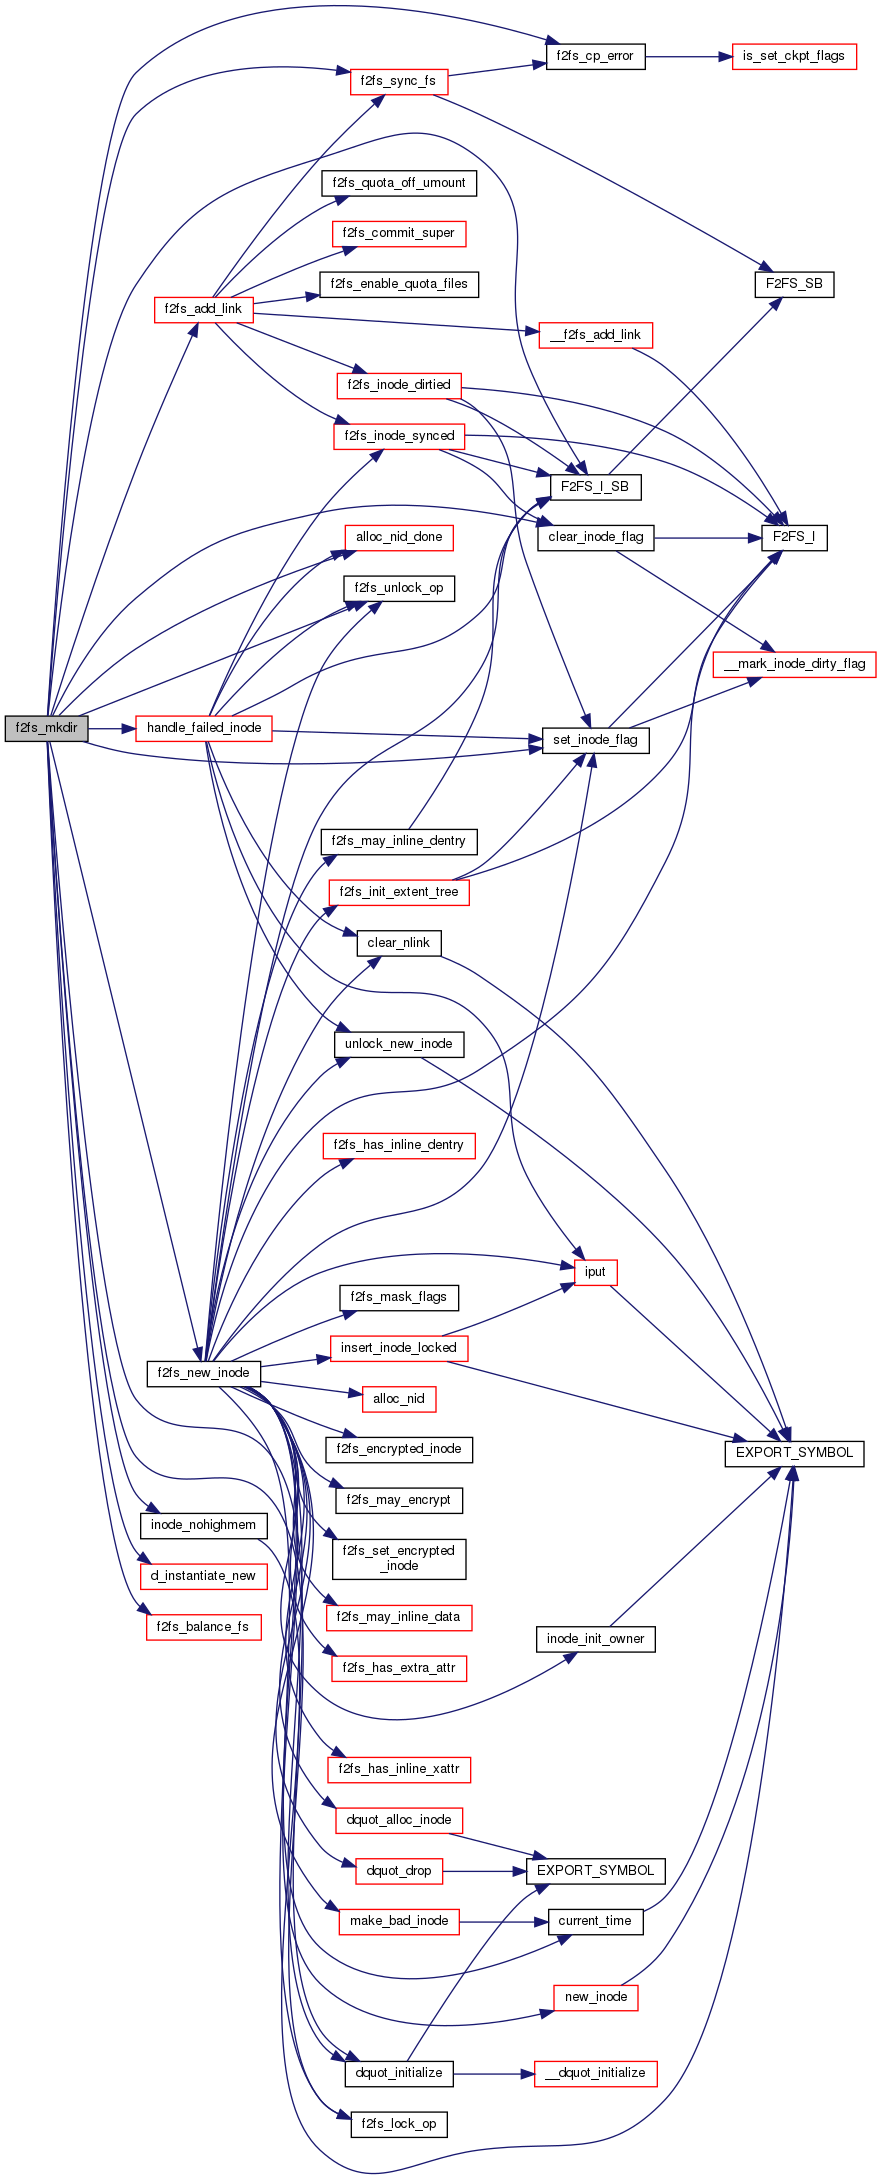 f2fs_cp_error
is_set_ckpt_flags
f2fs_sync_fs
f2fs_quota_off_umount
f2fs_commit_super
F2FS_SB
f2fs_enable_quota_files
f2fs_add_link
__f2fs_add_link
f2fs_inode_dirtied
f2fs_inode_synced
F2FS_I_SB
alloc_nid_done
clear_inode_flag
F2FS_I
f2fs_unlock_op
__mark_inode_dirty_flag
f2fs_mkdir
handle_failed_inode
set_inode_flag
f2fs_may_inline_dentry
f2fs_init_extent_tree
clear_nlink
unlock_new_inode
f2fs_has_inline_dentry
iput
f2fs_mask_flags
insert_inode_locked
f2fs_new_inode
alloc_nid
f2fs_encrypted_inode
EXPORT_SYMBOL
f2fs_may_encrypt
inode_nohighmem
f2fs_set_encrypted
_inode
d_instantiate_new
f2fs_may_inline_data
f2fs_balance_fs
inode_init_owner
f2fs_has_extra_attr
f2fs_has_inline_xattr
dquot_alloc_inode
dquot_drop
EXPORT_SYMBOL
make_bad_inode
current_time
new_inode
dquot_initialize
__dquot_initialize
f2fs_lock_op